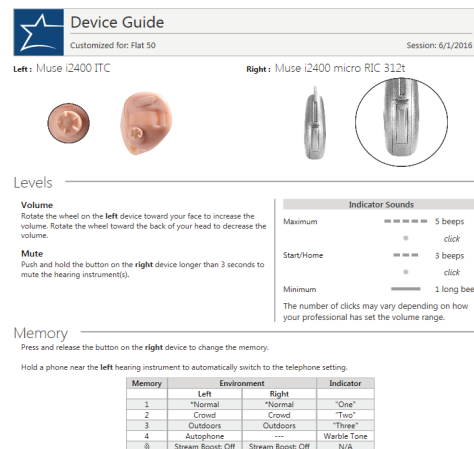 Device Guide
Customized for: Flat 50
Session: 6/1/2016
Left : Muse i2400 ITC
Right : Muse i2400 micro RIC 312t
Levels
Volume
Rotate the wheel on the left device toward your face to increase the
volume. Rotate the wheel toward the back of your head to decrease the
volume.
Mute
Push and hold the button on the right device longer than 3 seconds to
mute the hearing instrument(s).
Indicator Sounds
Maximum 5 beeps
click
Start/Home 3 beeps
click
Minimum 1 long bee
The number of clicks may vary depending on how
your professional has set the volume range.
Memory
Press and release the button on the right device to change the memory.
Hold a phone near the left hearing instrument to automatically switch to the telephone setting.
Memory Environment Indicator
Left Right
1 *Normal *Normal "One"
2 Crowd Crowd "Two"
3 Outdoors Outdoors "Three"
4 Autophone --- Warble Tone
Stream Boost: Off Stream Boost: Off N/A